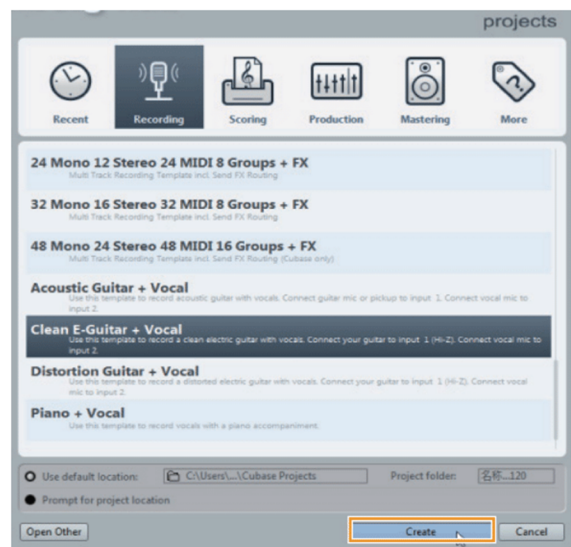 projects
Recent Recording Scoring Production Mastering More
24 Mono 12 Stereo 24 MIDI 8 Groups + FX
Multi Track Recording Template incl. Send FX Routing
32 Mono 16 Stereo 32 MIDI 8 Groups + FX
Multi Track Recording Template incl. Send FX Routing
48 Mono 24 Stereo 48 MIDI 16 Groups + FX
Multi Track Recording Template incl. Send FX Routing (Cubase only)
Acoustic Guitar + Vocal
Use this template to record acoustic guitar with vocals. Connect guitar mic or pickup to input 1. Connect vocal mic to
input 2.
Clean E-Guitar + Vocal
Use this template to record a clean electric guitar with vocals. Connect your guitar to input 1 (Hi-Z). Connect vocal mic to
input 2.
Distortion Guitar + Vocal
Use this template to record a distorted electric guitar with vocals. Connect your guitar to input 1 (Hi-Z). Connect vocal
mic to input 2.
Piano + Vocal
Use this template to record vocals with a piano accompaniment.
Use default location: C:\Users\...\Cubase Projects Project folder: 名称...120
Prompt for project location
Open Other Create Cancel